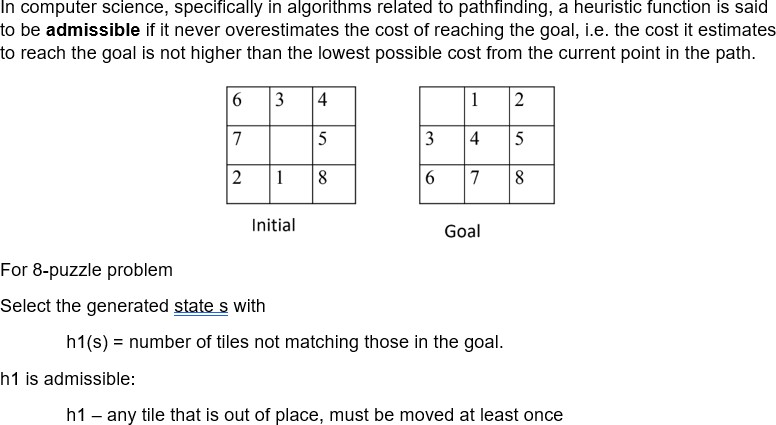 In computer science, specifically in algorithms related to pathfinding, a heuristic function is said
to be admissible if it never overestimates the cost of reaching the goal, i.e. the cost it estimates
to reach the goal is not higher than the lowest possible cost from the current point in the path.
6 3 4 1 2
7 5 3 4 5
2 1 8 6 7 8
Initial Goal
For 8-puzzle problem
Select the generated state s with
h1(s) = number of tiles not matching those in the goal.
h1 is admissible:
h1 – any tile that is out of place, must be moved at least once